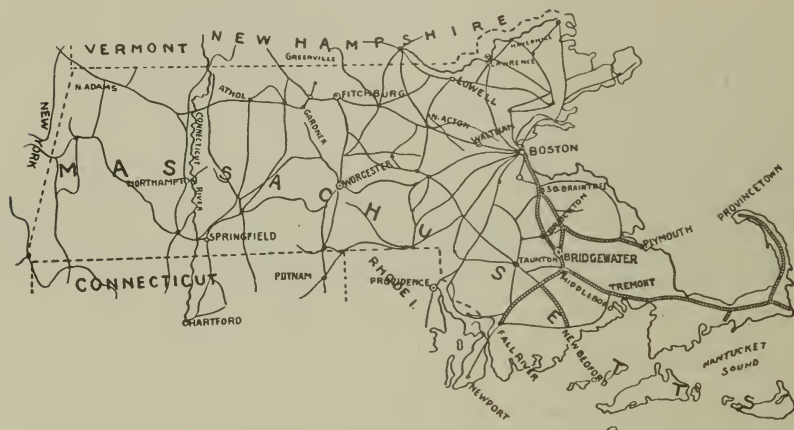 VERMONT
NEW HAMPSHIRE
GREENVILLE
HAVERHILL
LAWRENCE
N. ADAMS
ATHOL
FITCHBURG
LOWELL
GARDNER
N. ACTON
WALTHAM
NEW YORK
CONNECTICUT RIVER
BOSTON
MASSACHUSETTS
NORTHAMPTON
WORCESTER
SO. BRAINTREE
BROCKTON
PROVINCETOWN
SPRINGFIELD
PLYMOUTH
CONNECTICUT
PUTNAM
RHODE I.
PROVIDENCE
TAUNTON
BRIDGEWATER
MIDDLEBORO
TREMONT
HARTFORD
FALL RIVER
NEW BEDFORD
NANTUCKET SOUND
NEWPORT